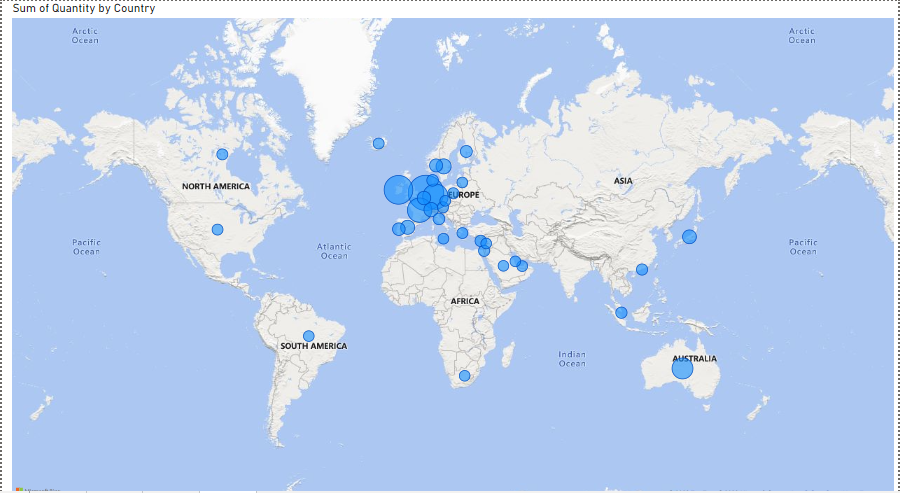 Sum of Quantity by Country
Arctic
Ocean
Arctic
Ocean
NORTH AMERICA
EUROPE
ASIA
Pacific
Ocean
Atlantic
Ocean
Pacific
Ocean
AFRICA
SOUTH AMERICA
Indian
Ocean
AUSTRALIA